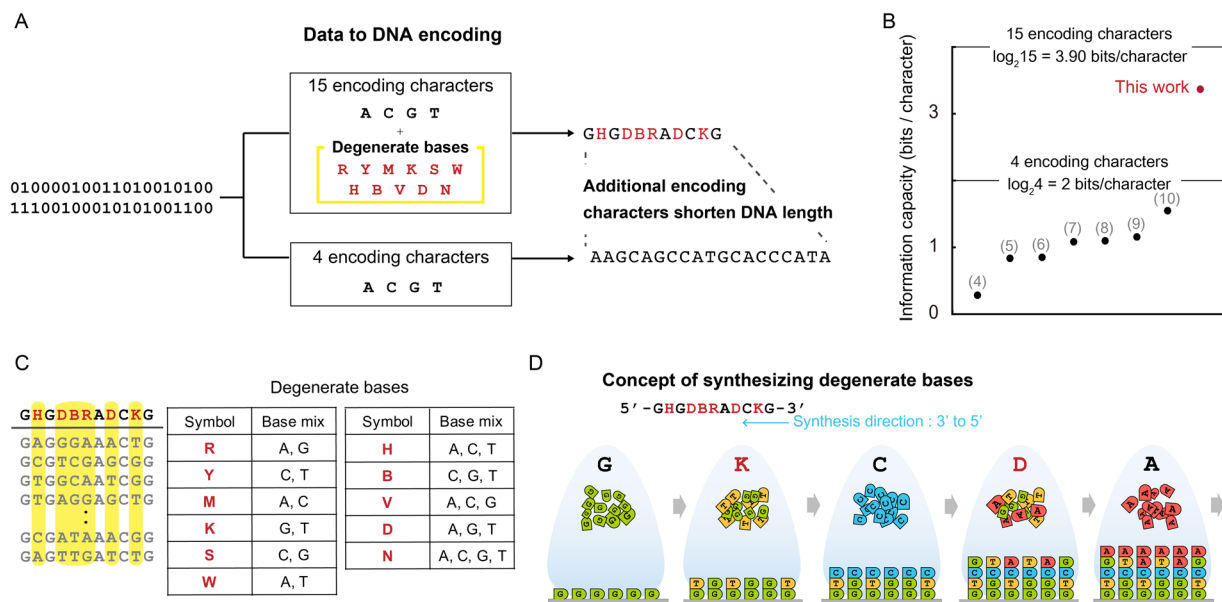 A
Data to DNA encoding
15 encoding characters
A C G T
+
Degenerate bases
R Y M K S W
H B V D N
01000010011010010100
11100100010101001100
4 encoding characters
A C G T
GHGDBRADCKG
Additional encoding
characters shorten DNA length
AAGCAGCCATGCACCCATA
B
Information capacity (bits / character)
15 encoding characters
log215 = 3.90 bits/character
This work
3
4 encoding characters
log24 = 2 bits/character
(10)
(9)
(8)
(7)
(6)
(5)
(4)
1
0
C
GHGDBRADCKG
GAGGGAAACTG
GCGTCGAGCGG
GTGGCAATCGG
GTGAGGAGCTG
GCGATAAACGG
GAGTTGATCTG
Degenerate bases
Symbol Base mix
R A, G
Y C, T
M A, C
K G, T
S C, G
W A, T
Symbol Base mix
H A, C, T
B C, G, T
V A, C, G
D A, G, T
N A, C, G, T
D
Concept of synthesizing degenerate bases
5’-GHGDBRADCKG-3’
Synthesis direction : 3’ to 5’
G K C D A
G G G G G G
T G T G G T
G G G G G G
C C C C C C
T G T G G T
G G G G G G
G T A T A G
C C C C C C
T G T G G T
G G G G G G
A A A A A A
G T A T A G
C C C C C C
T G T G G T
G G G G G G